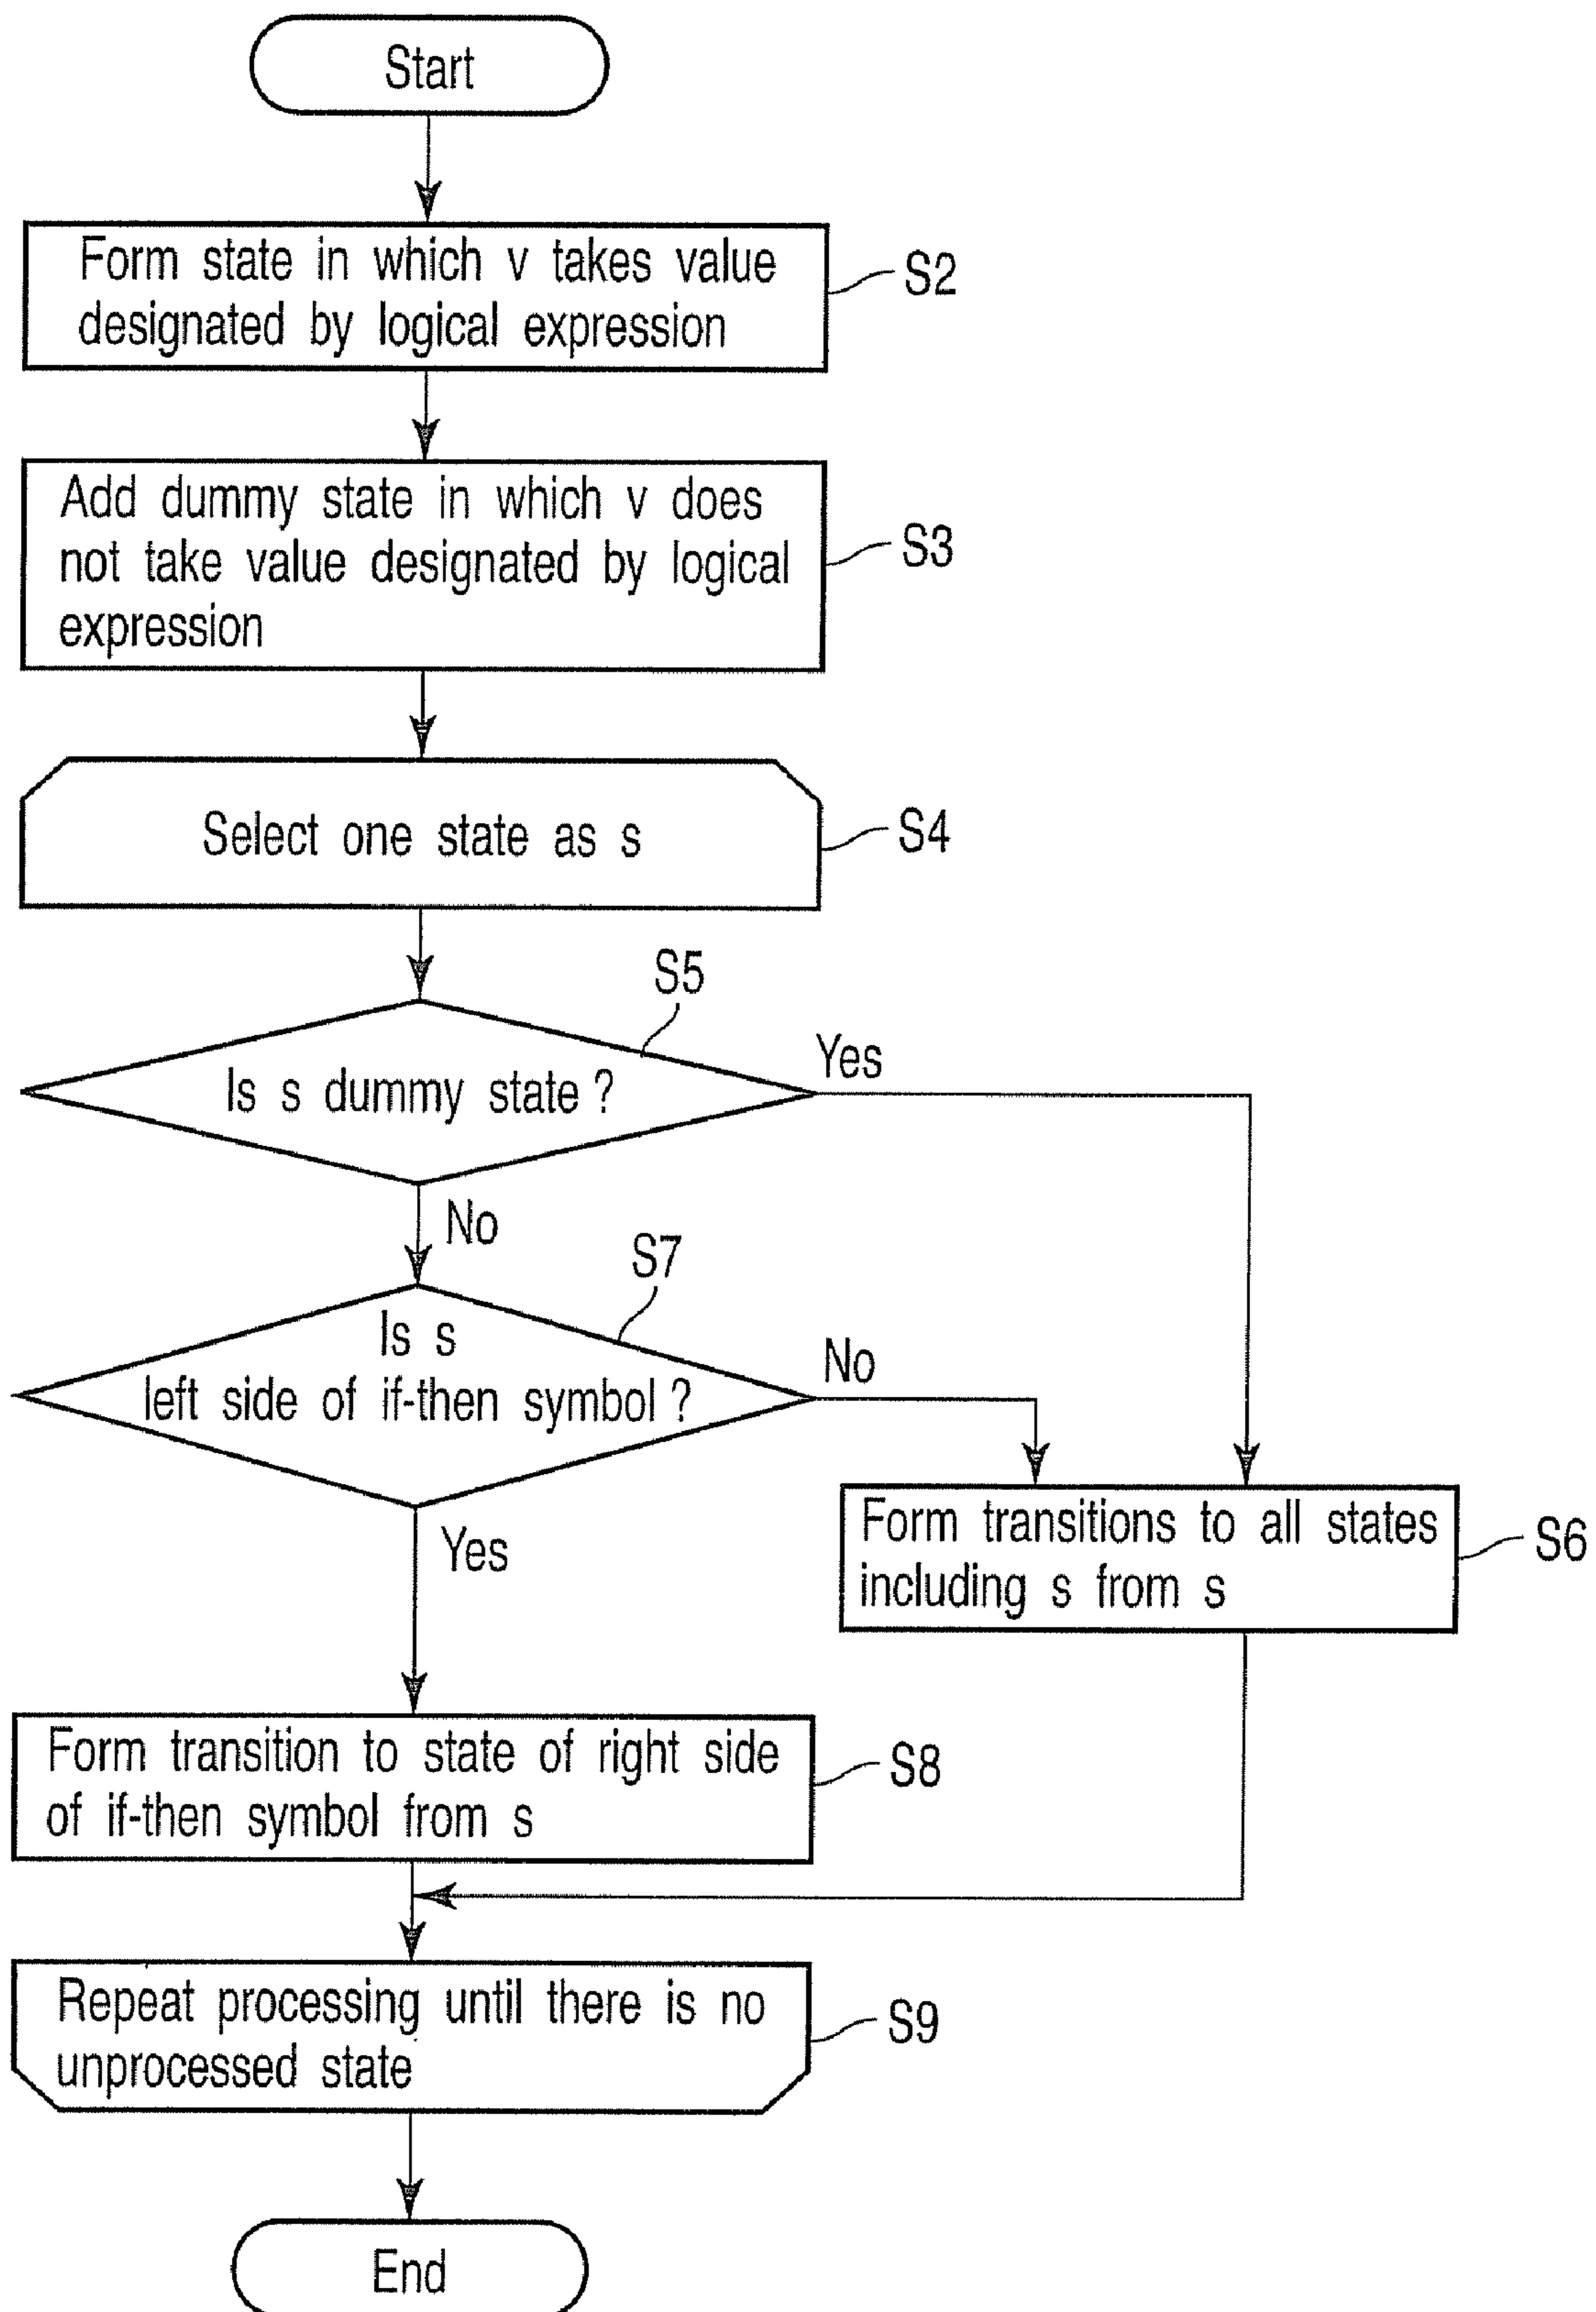 Start
Form state in which v takes value
designated by logical expression
S2
Add dummy state in which v does
not take value designated by logical
expression
S3
Select one state as s
S4
S5
Is s dummy state ?
Yes
No
S7
Is s
left side of if-then symbol ?
No
Yes
Form transitions to all states
including s from s
S6
Form transition to state of right side
of if-then symbol from s
S8
Repeat processing until there is no
unprocessed state
S9
End